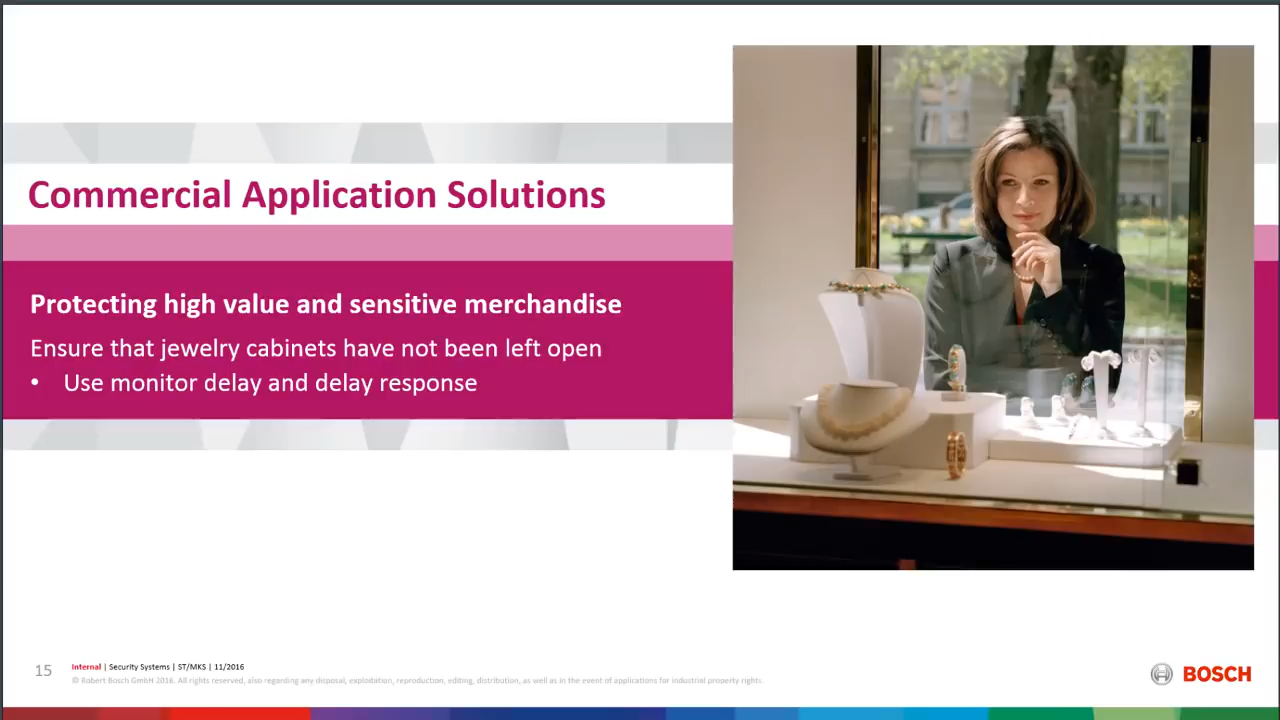 Commercial Application Solutions
Protecting high value and sensitive merchandise
Ensure that jewelry cabinets have not been left open
• Use monitor delay and delay response
15
Internal | Security Systems | ST/MKS | 11/2016
© Robert Bosch GmbH 2016. All rights reserved, also regarding any disposal, exploitation, reproduction, editing, distribution, as well as in the event of applications for industrial property rights.
BOSCH